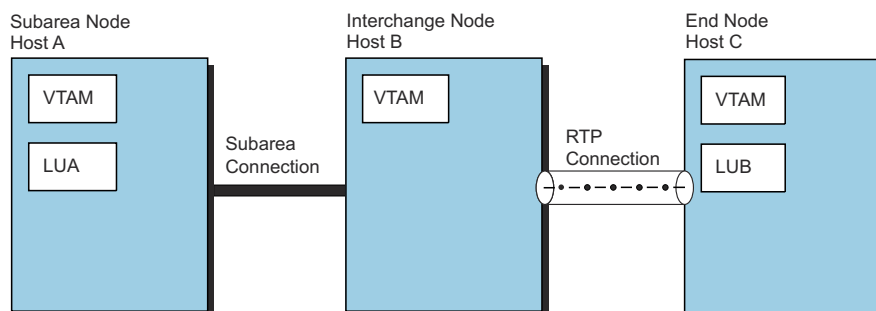 Subarea Node
Host A
VTAM
LUA
Subarea
Connection
Interchange Node
Host B
VTAM
RTP
Connection
End Node
Host C
VTAM
LUB